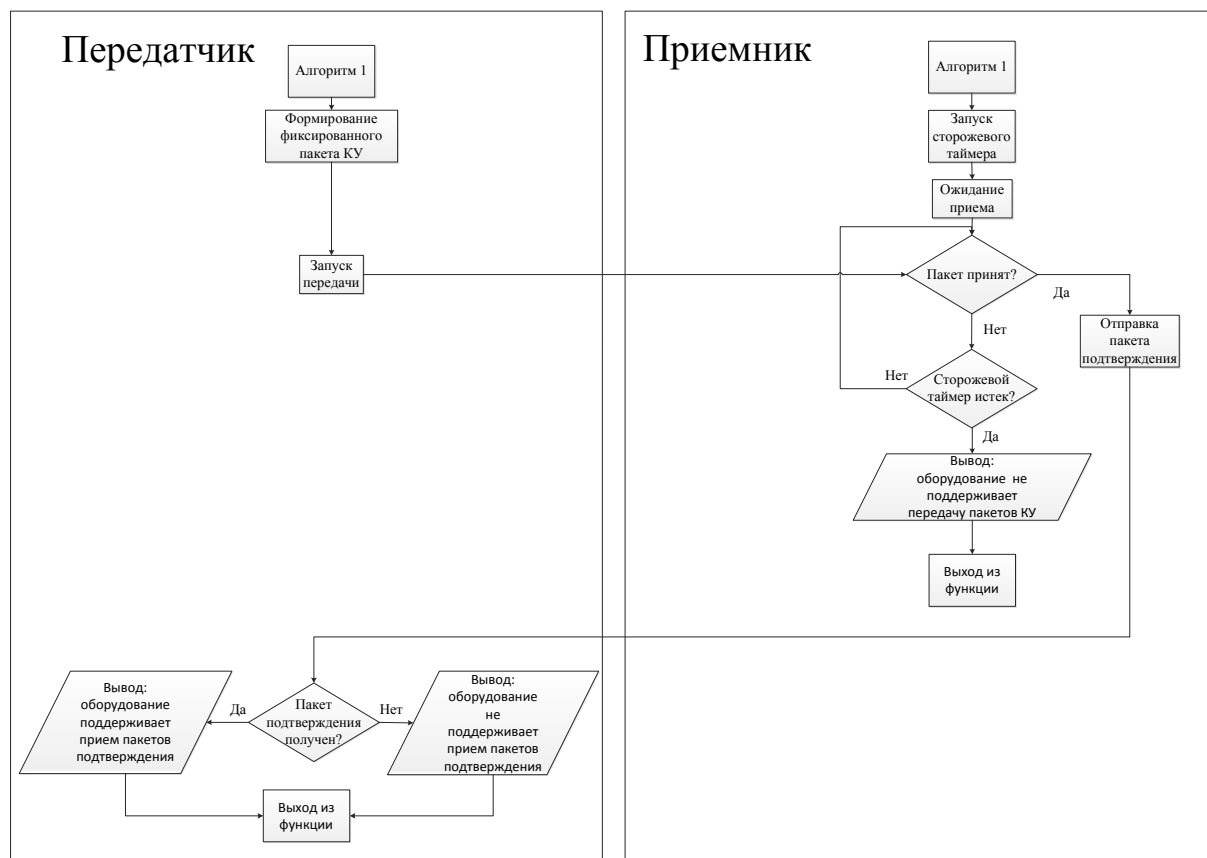 Передатчик
Алгоритм 1
Формирование
фиксированного
пакета КУ
Запуск
передачи
Приемник
Алгоритм 1
Запуск
сторожевого
таймера
Ожидание
приема
Пакет принят?
Да
Нет
Отправка
пакета
подтверждения
Нет
Сторожевой
таймер истек?
Да
Вывод:
оборудование не
поддерживает
передачу пакетов КУ
Выход из
функции
Вывод:
оборудование
поддерживает
прием пакетов
подтверждения
Да
Пакет
подтверждения
получен?
Нет
Вывод:
оборудование
не
поддерживает
прием пакетов
подтверждения
Выход из
функции